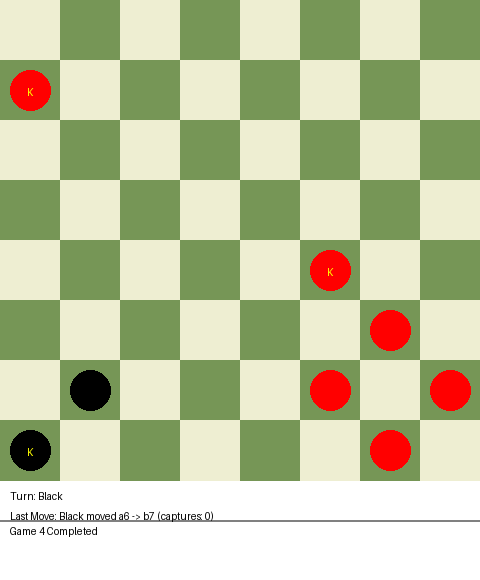 K
K
K
Turn: Black
Last Move: Black moved a6 -> b7 (captures: 0)
Game 4 Completed